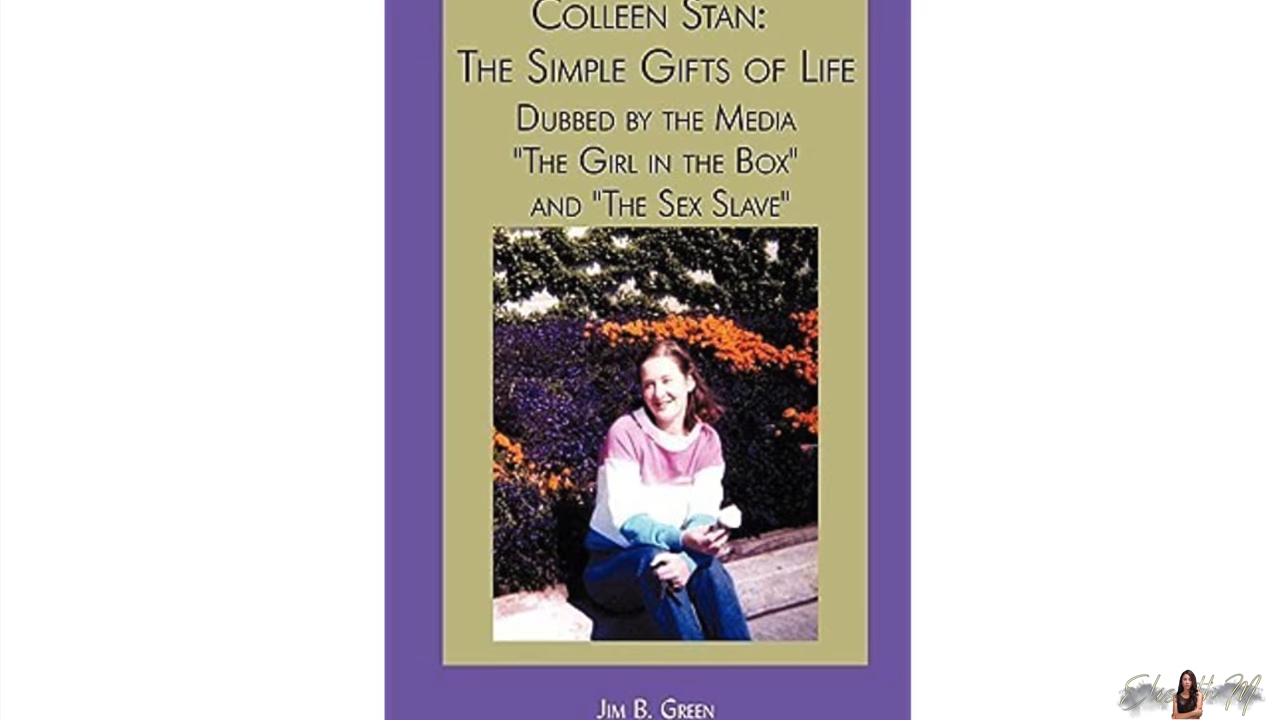 COLLEEN STAN:
THE SIMPLE GIFTS OF LIFE
DUBBED BY THE MEDIA
"THE GIRL IN THE BOX"
AND "THE SEX SLAVE"
JIM B. GREEN